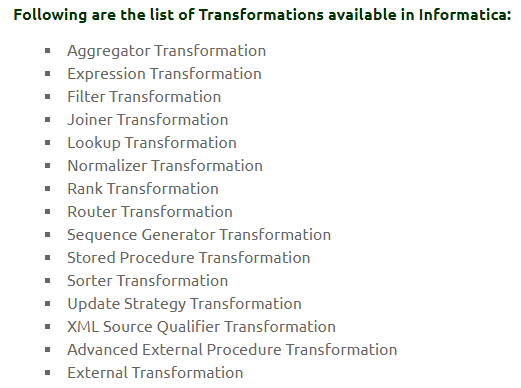 Following are the list of Transformations available in Informatica:
Aggregator Transformation
Expression Transformation
Filter Transformation
Joiner Transformation
Lookup Transformation
Normalizer Transformation
Rank Transformation
Router Transformation
Sequence Generator Transformation
Stored Procedure Transformation
Sorter Transformation
Update Strategy Transformation
XML Source Qualifier Transformation
Advanced External Procedure Transformation
External Transformation